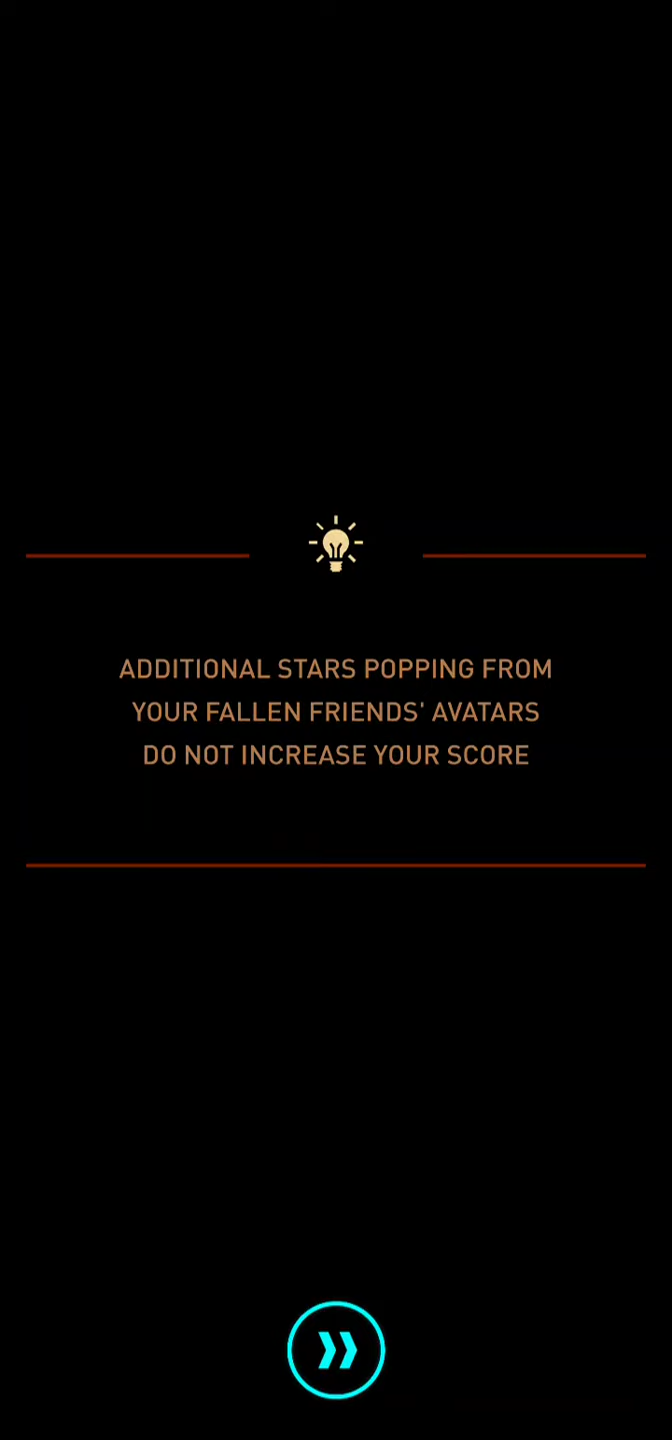 ADDITIONAL STARS POPPING FROM
YOUR FALLEN FRIENDS' AVATARS
DO NOT INCREASE YOUR SCORE